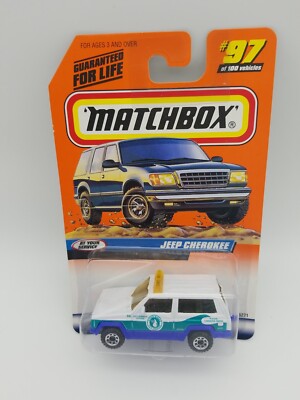 FOR AGES 3 AND OVER
GUARANTEED
FOR LIFE
#97
of 100 vehicles
"MATCHBOX"®
JEEP CHEROKEE
AT YOUR
SERVICE